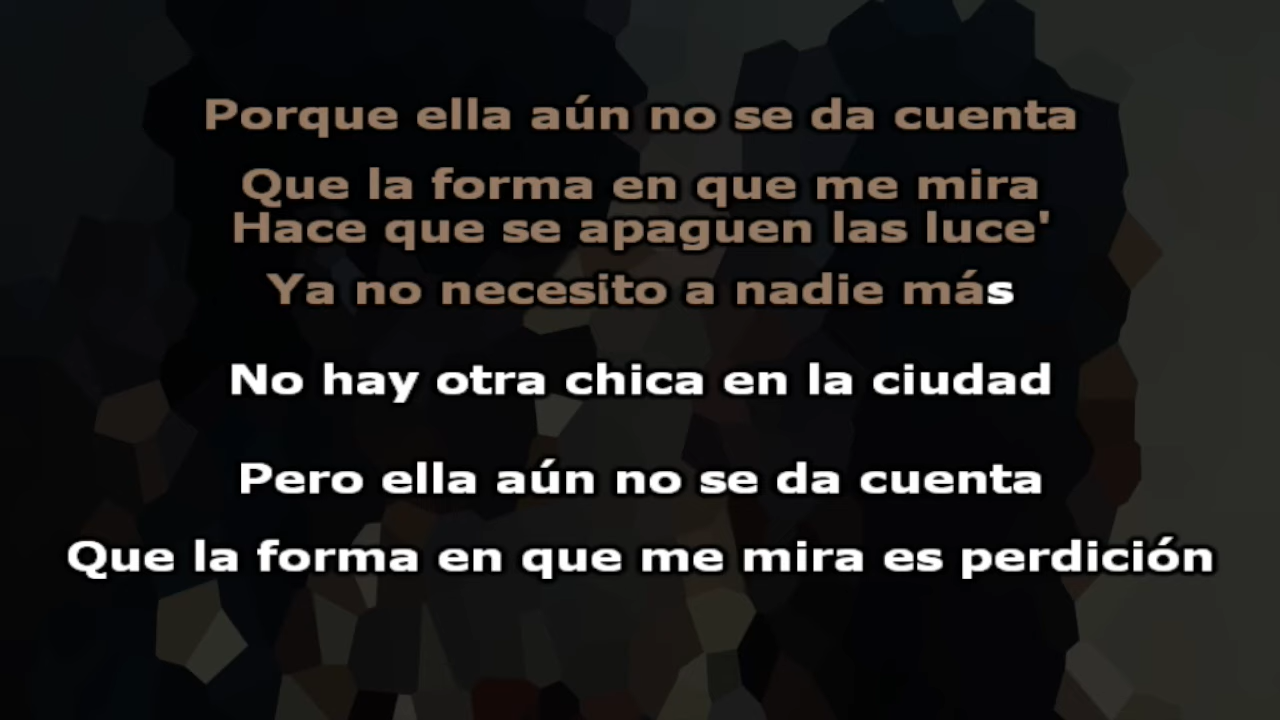 Porque ella aún no se da cuenta
Que la forma en que me mira
Hace que se apaguen las luce'
Ya no necesito a nadie más
No hay otra chica en la ciudad
Pero ella aún no se da cuenta
Que la forma en que me mira es perdición